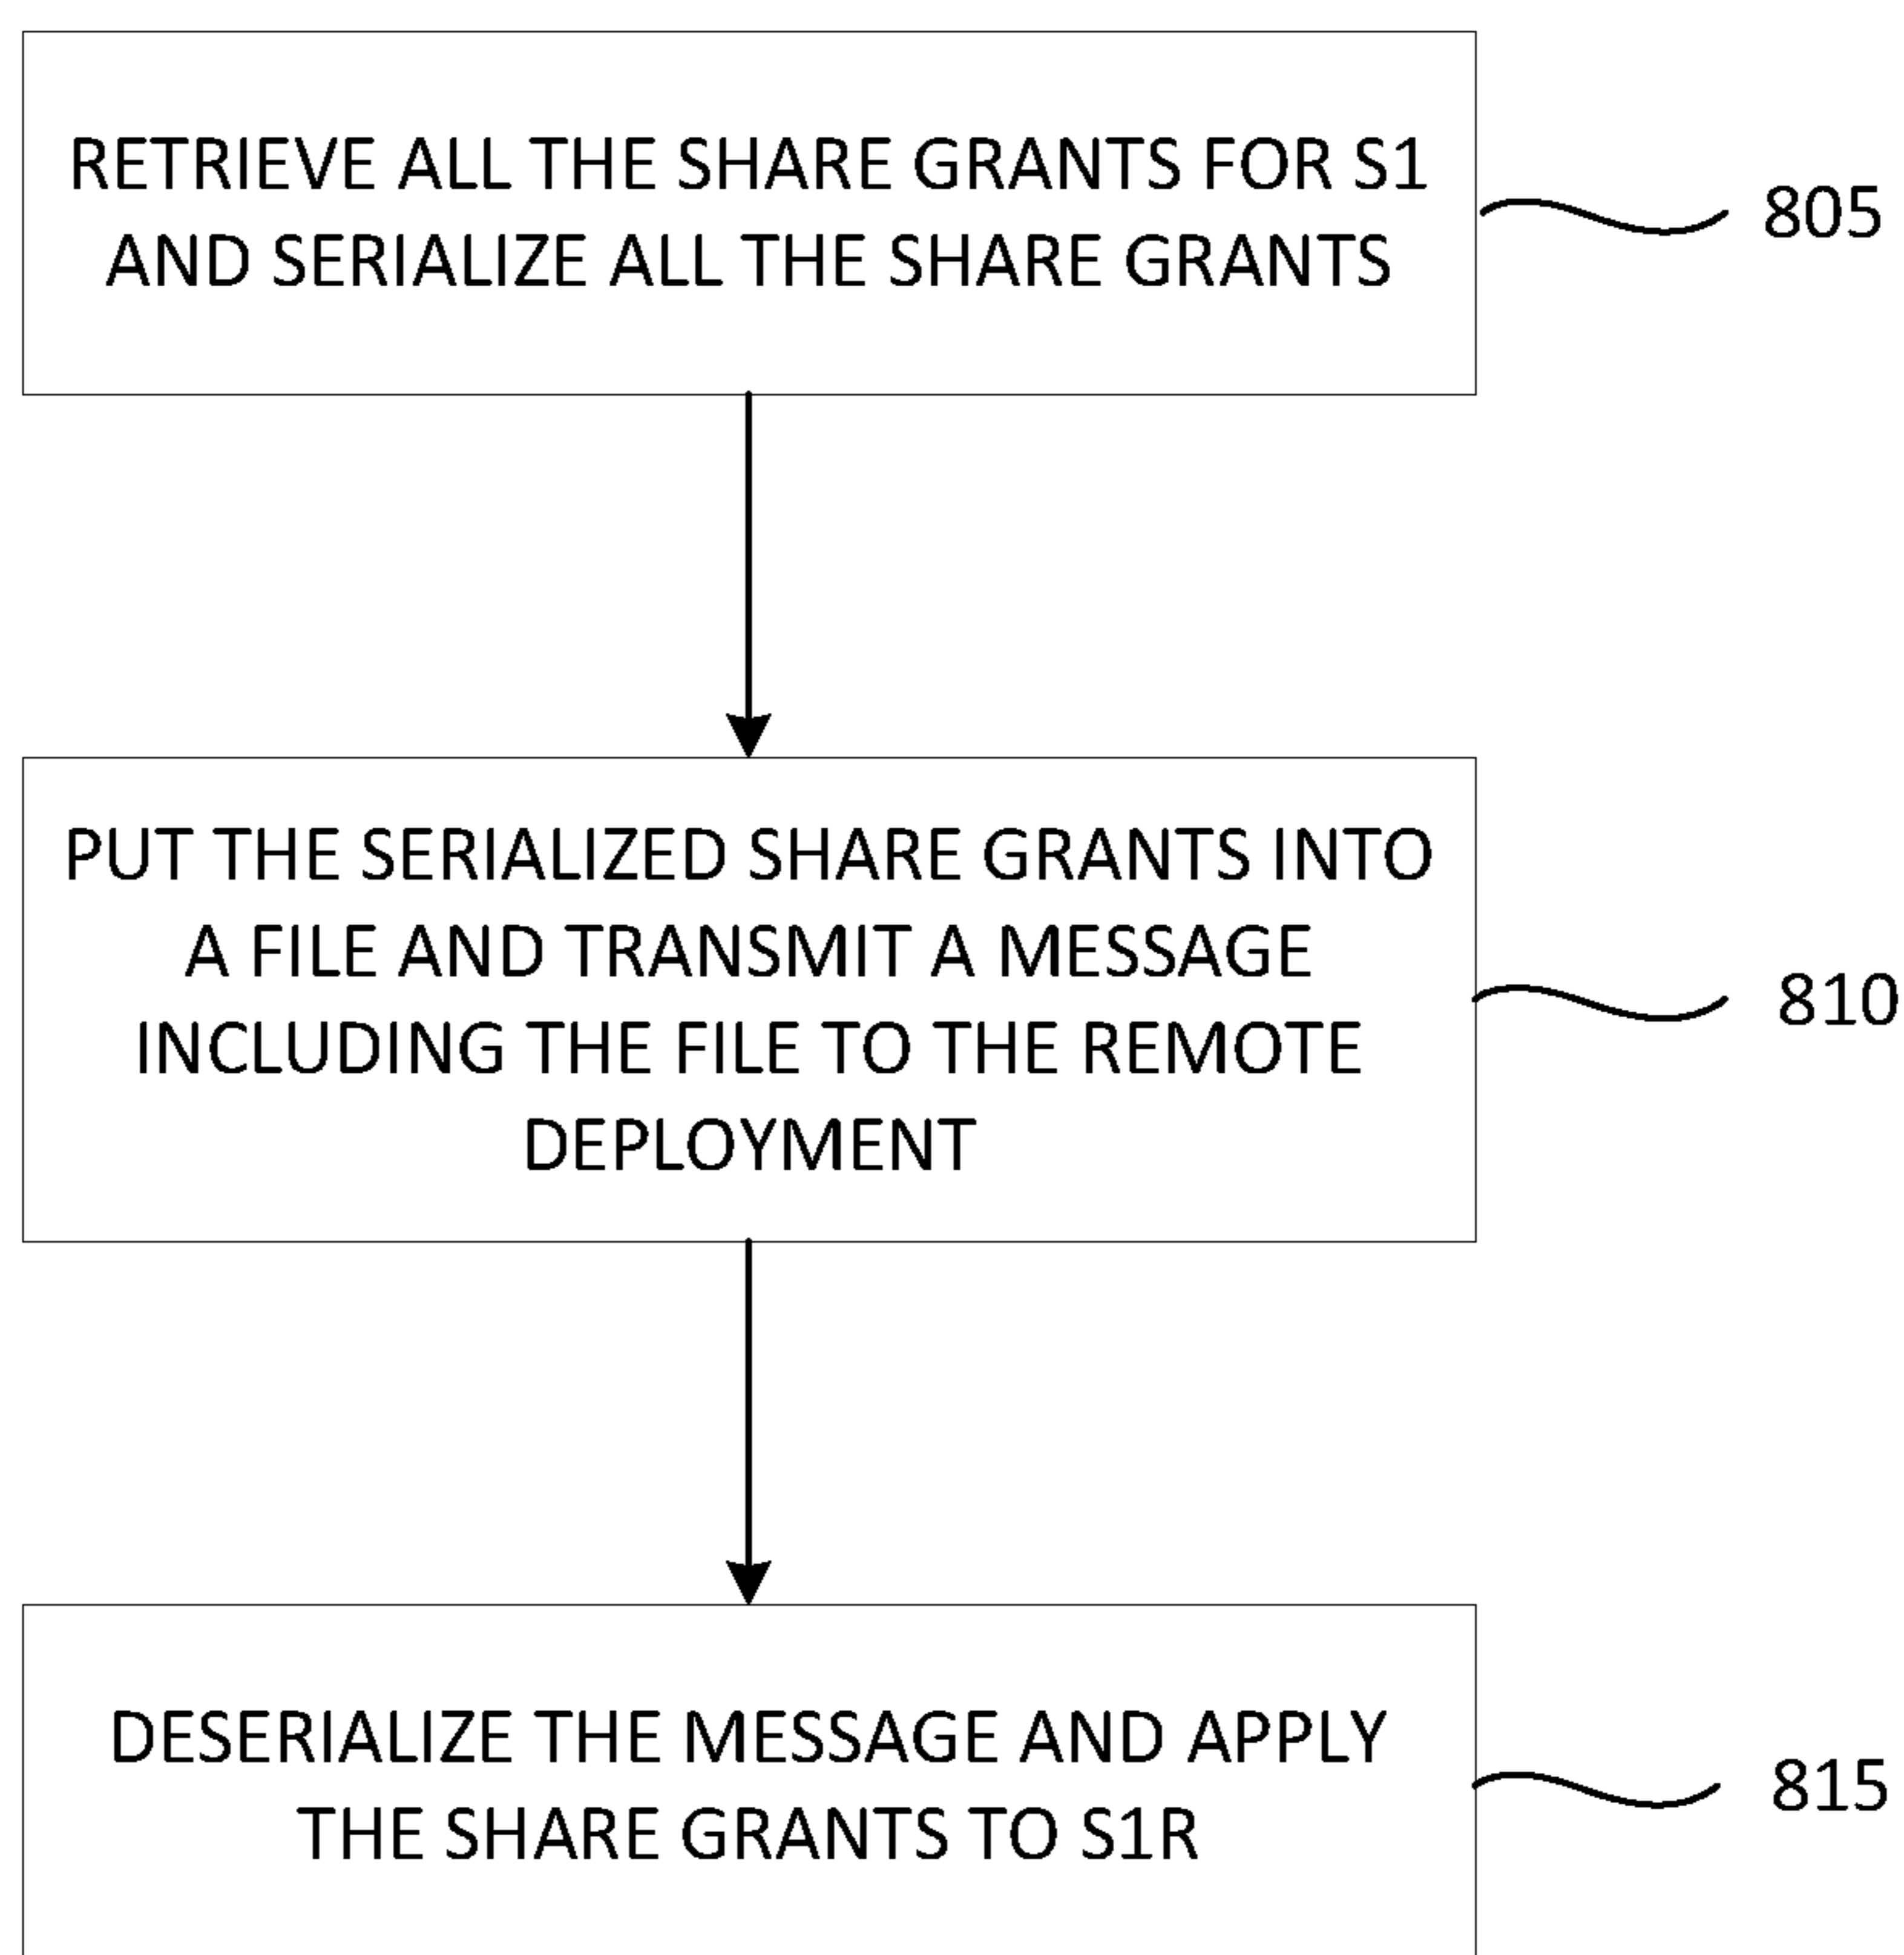 RETRIEVE ALL THE SHARE GRANTS FOR S1
AND SERIALIZE ALL THE SHARE GRANTS
805
PUT THE SERIALIZED SHARE GRANTS INTO
A FILE AND TRANSMIT A MESSAGE
INCLUDING THE FILE TO THE REMOTE
DEPLOYMENT
810
DESERIALIZE THE MESSAGE AND APPLY
THE SHARE GRANTS TO S1R
815